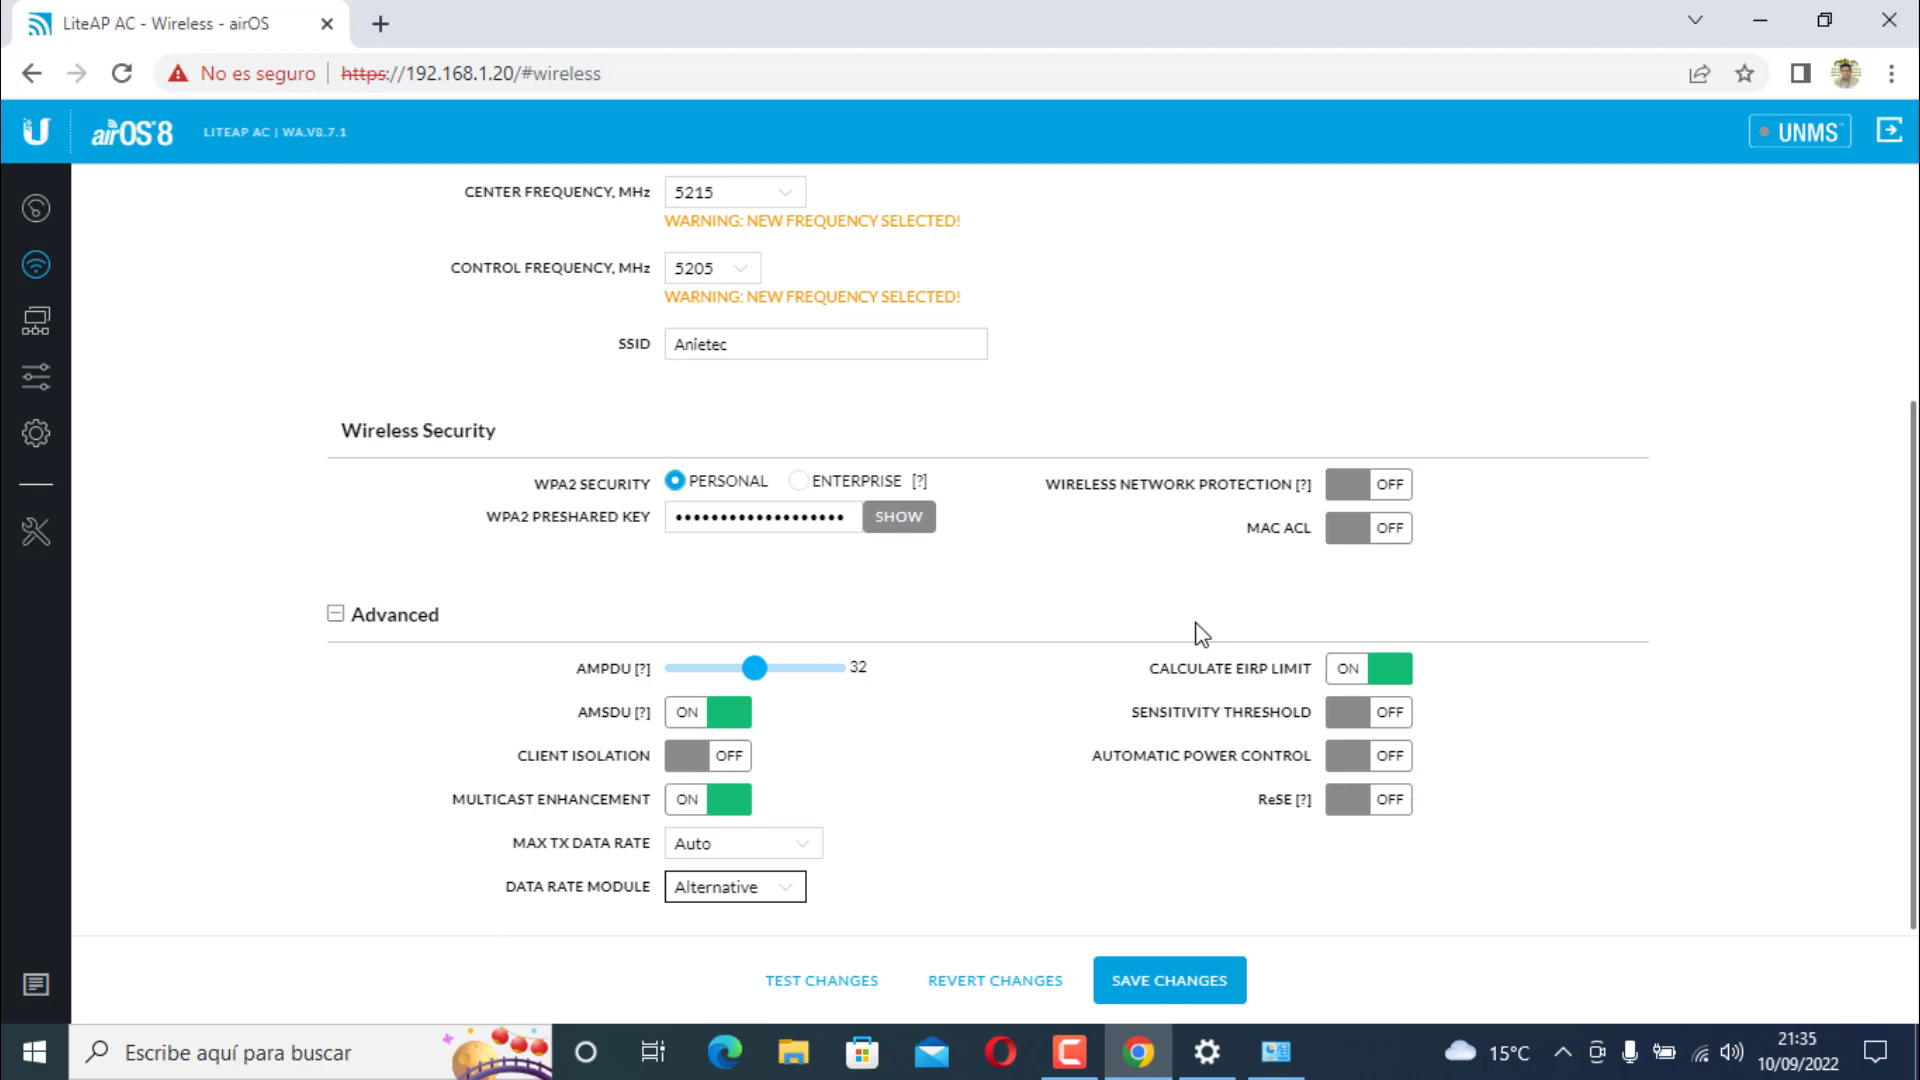 LiteAP AC - Wireless - airOS
No es seguro
https://192.168.1.20/#wireless
airOS 8
LITEAP AC | WA.V8.7.1
UNMS
CENTER FREQUENCY, MHz 5215
WARNING: NEW FREQUENCY SELECTED!
CONTROL FREQUENCY, MHz 5205
WARNING: NEW FREQUENCY SELECTED!
SSID Anietec
Wireless Security
WPA2 SECURITY PERSONAL ENTERPRISE [?]
WPA2 PRESHARED KEY ••••••••••••••••••• SHOW
WIRELESS NETWORK PROTECTION [?] OFF
MAC ACL OFF
Advanced
AMPDU [?] 32
AMSDU [?] ON
CLIENT ISOLATION OFF
MULTICAST ENHANCEMENT ON
MAX TX DATA RATE Auto
DATA RATE MODULE Alternative
CALCULATE EIRP LIMIT ON
SENSITIVITY THRESHOLD OFF
AUTOMATIC POWER CONTROL OFF
ReSE [?] OFF
TEST CHANGES REVERT CHANGES SAVE CHANGES
Escribe aquí para buscar
15°C
21:35
10/09/2022